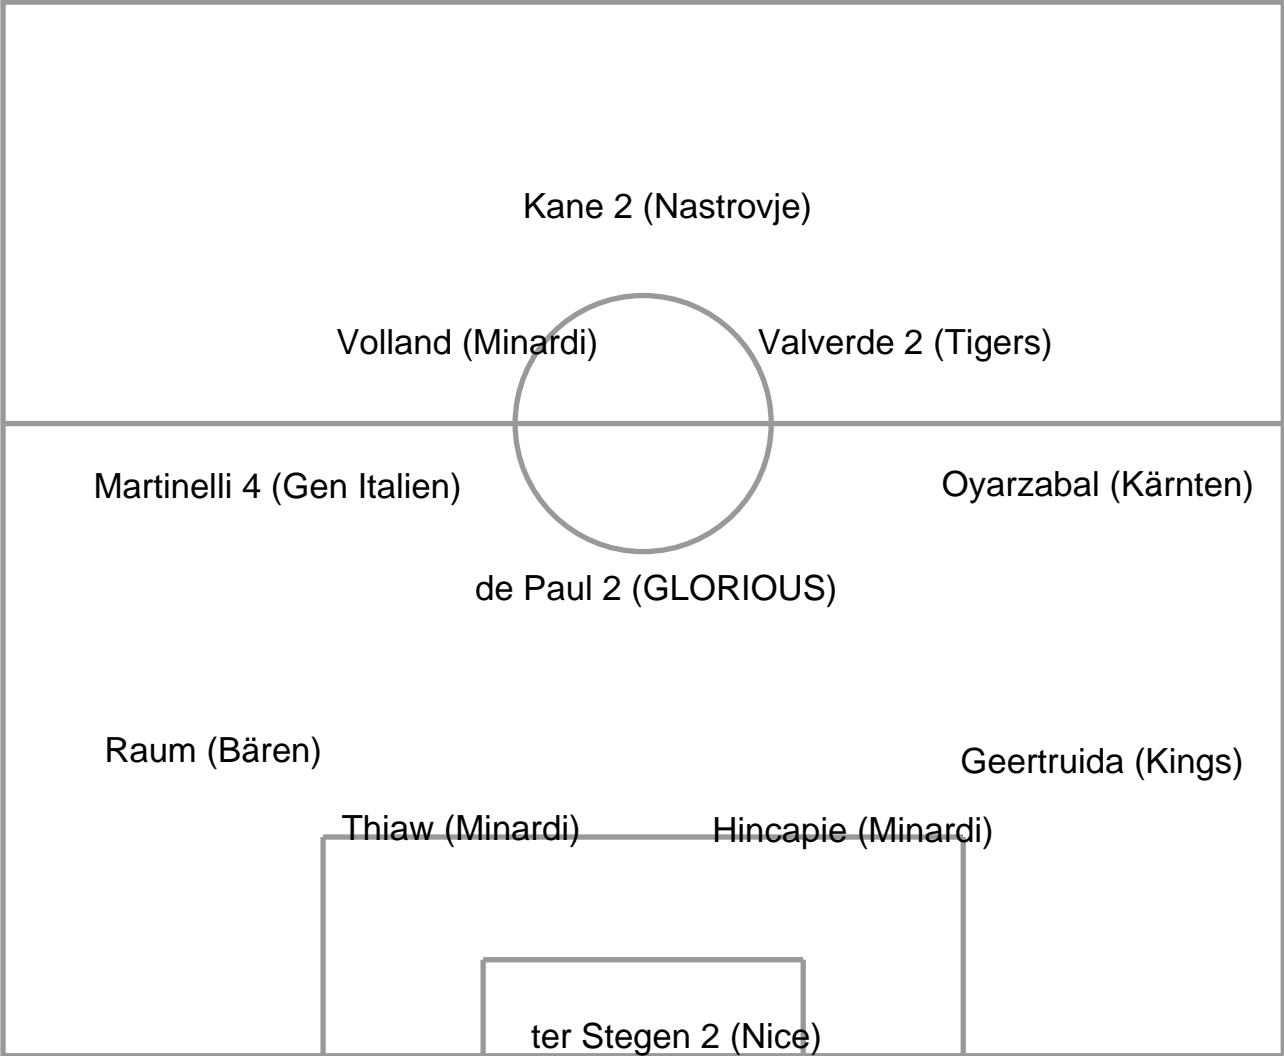 Kane 2 (Nastrovje)
Volland (Minardi)
Valverde 2 (Tigers)
Martinelli 4 (Gen Italien)
Oyarzabal (Kärnten)
de Paul 2 (GLORIOUS)
Raum (Bären)
Geertruida (Kings)
Thiaw (Minardi)
Hincapie (Minardi)
ter Stegen 2 (Nice)